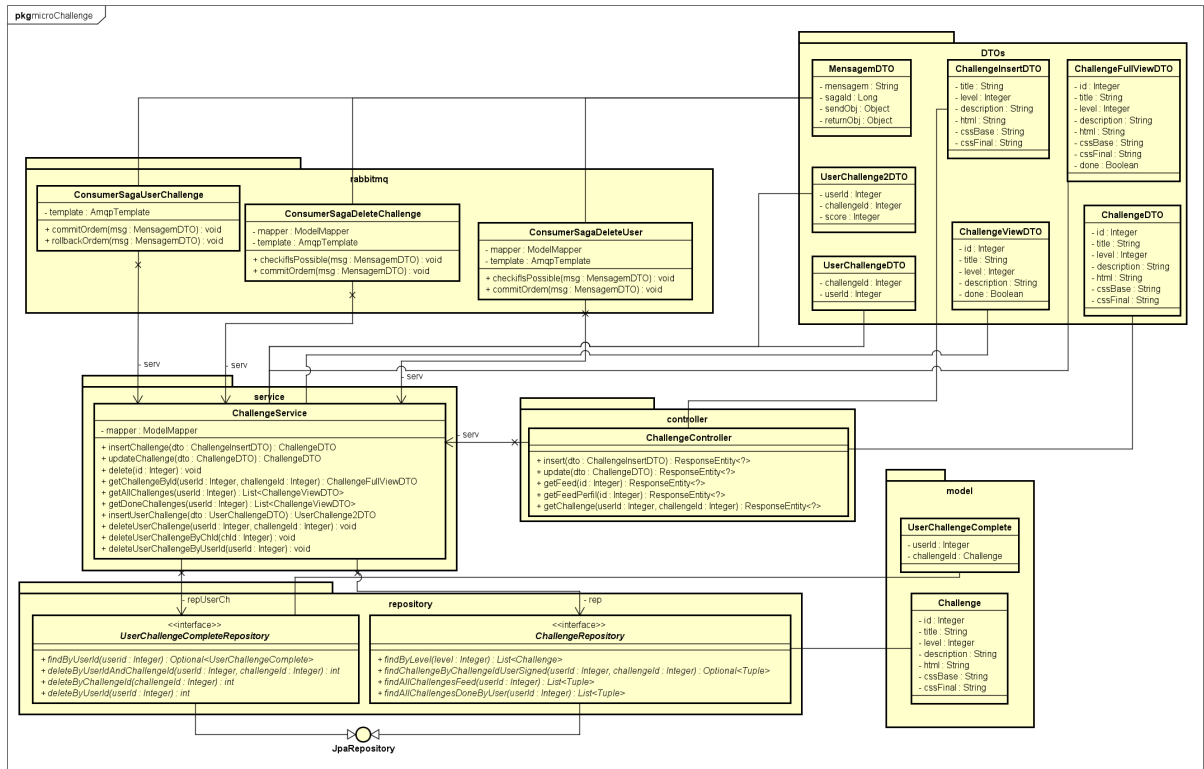 pkg microChallenge
DTOs
MensagemDTO
- mensagem : String
- sagaId : Long
- sendObj : Object
- returnObj : Object
ChallengeInsertDTO
- title : String
- level : Integer
- description : String
- html : String
- cssBase : String
- cssFinal : String
ChallengeFullViewDTO
- id : Integer
- title : String
- level : Integer
- description : String
- html : String
- cssBase : String
- cssFinal : String
- done : Boolean
UserChallenge2DTO
- userId : Integer
- challengeId : Integer
- score : Integer
ChallengeViewDTO
- id : Integer
- title : String
- level : Integer
- description : String
- done : Boolean
ChallengeDTO
- id : Integer
- title : String
- level : Integer
- description : String
- html : String
- cssBase : String
- cssFinal : String
UserChallengeDTO
- challengeId : Integer
- userId : Integer
rabbitmq
ConsumerSagaUserChallenge
- template : AmqpTemplate
+ commitOrdem(msg : MensagemDTO) : void
+ rollbackOrdem(msg : MensagemDTO) : void
ConsumerSagaDeleteChallenge
- mapper : ModelMapper
- template : AmqpTemplate
+ checkifIsPossible(msg : MensagemDTO) : void
+ commitOrdem(msg : MensagemDTO) : void
ConsumerSagaDeleteUser
- mapper : ModelMapper
- template : AmqpTemplate
+ checkifIsPossible(msg : MensagemDTO) : void
+ commitOrdem(msg : MensagemDTO) : void
- serv
- serv
- serv
service
ChallengeService
- mapper : ModelMapper
+ insertChallenge(dto : ChallengeInsertDTO) : ChallengeDTO
+ updateChallenge(dto : ChallengeDTO) : ChallengeDTO
+ delete(id : Integer) : void
+ getChallengeById(userId : Integer, challengeId : Integer) : ChallengeFullViewDTO
+ getAllChallenges(userId : Integer) : List<ChallengeViewDTO>
+ getDoneChallenges(userId : Integer) : List<ChallengeViewDTO>
+ insertUserChallenge(dto : UserChallengeDTO) : UserChallenge2DTO
+ deleteUserChallenge(userId : Integer, challengeId : Integer) : void
+ deleteUserChallengeByChId(chId : Integer) : void
+ deleteUserChallengeByUserId(userId : Integer) : void
- serv
controller
ChallengeController
+ insert(dto : ChallengeInsertDTO) : ResponseEntity<?>
+ update(dto : ChallengeDTO) : ResponseEntity<?>
+ getFeed(id : Integer) : ResponseEntity<?>
+ getFeedPerfil(id : Integer) : ResponseEntity<?>
+ getChallenge(userId : Integer, challengeId : Integer) : ResponseEntity<?>
model
UserChallengeComplete
- userId : Integer
- challengeId : Challenge
Challenge
- id : Integer
- title : String
- level : Integer
- description : String
- html : String
- cssBase : String
- cssFinal : String
- repUserCh
- rep
repository
<<interface>>
UserChallengeCompleteRepository
+ findByUserId(userid : Integer) : Optional<UserChallengeComplete>
+ deleteByUserIdAndChallengeId(userId : Integer, challengeId : Integer) : int
+ deleteByChallengeId(challengeId : Integer) : int
+ deleteByUserId(userId : Integer) : int
<<interface>>
ChallengeRepository
+ findByLevel(level : Integer) : List<Challenge>
+ findChallengeByChallengeIdUserSigned(userId : Integer, challengeId : Integer) : Optional<Tuple>
+ findAllChallengesFeed(userId : Integer) : List<Tuple>
+ findAllChallengesDoneByUser(userId : Integer) : List<Tuple>
JpaRepository